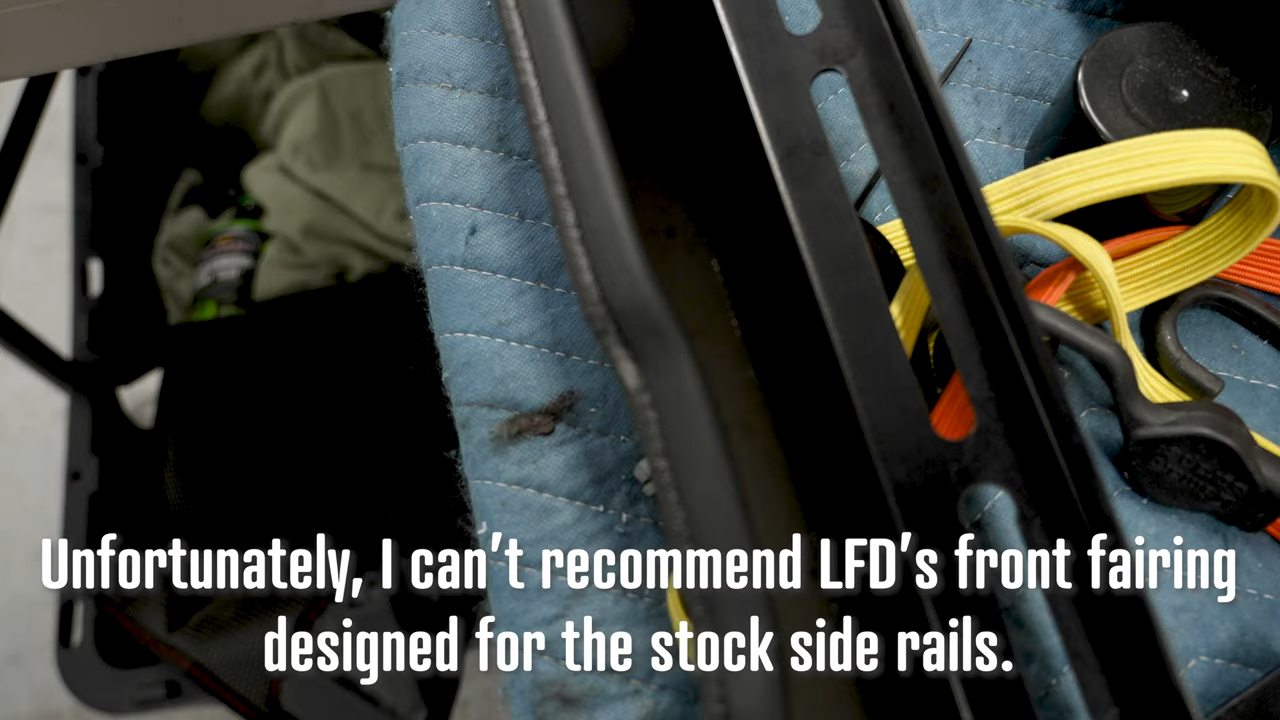 Unfortunately, I can't recommend LFD's front fairing
designed for the stock side rails.